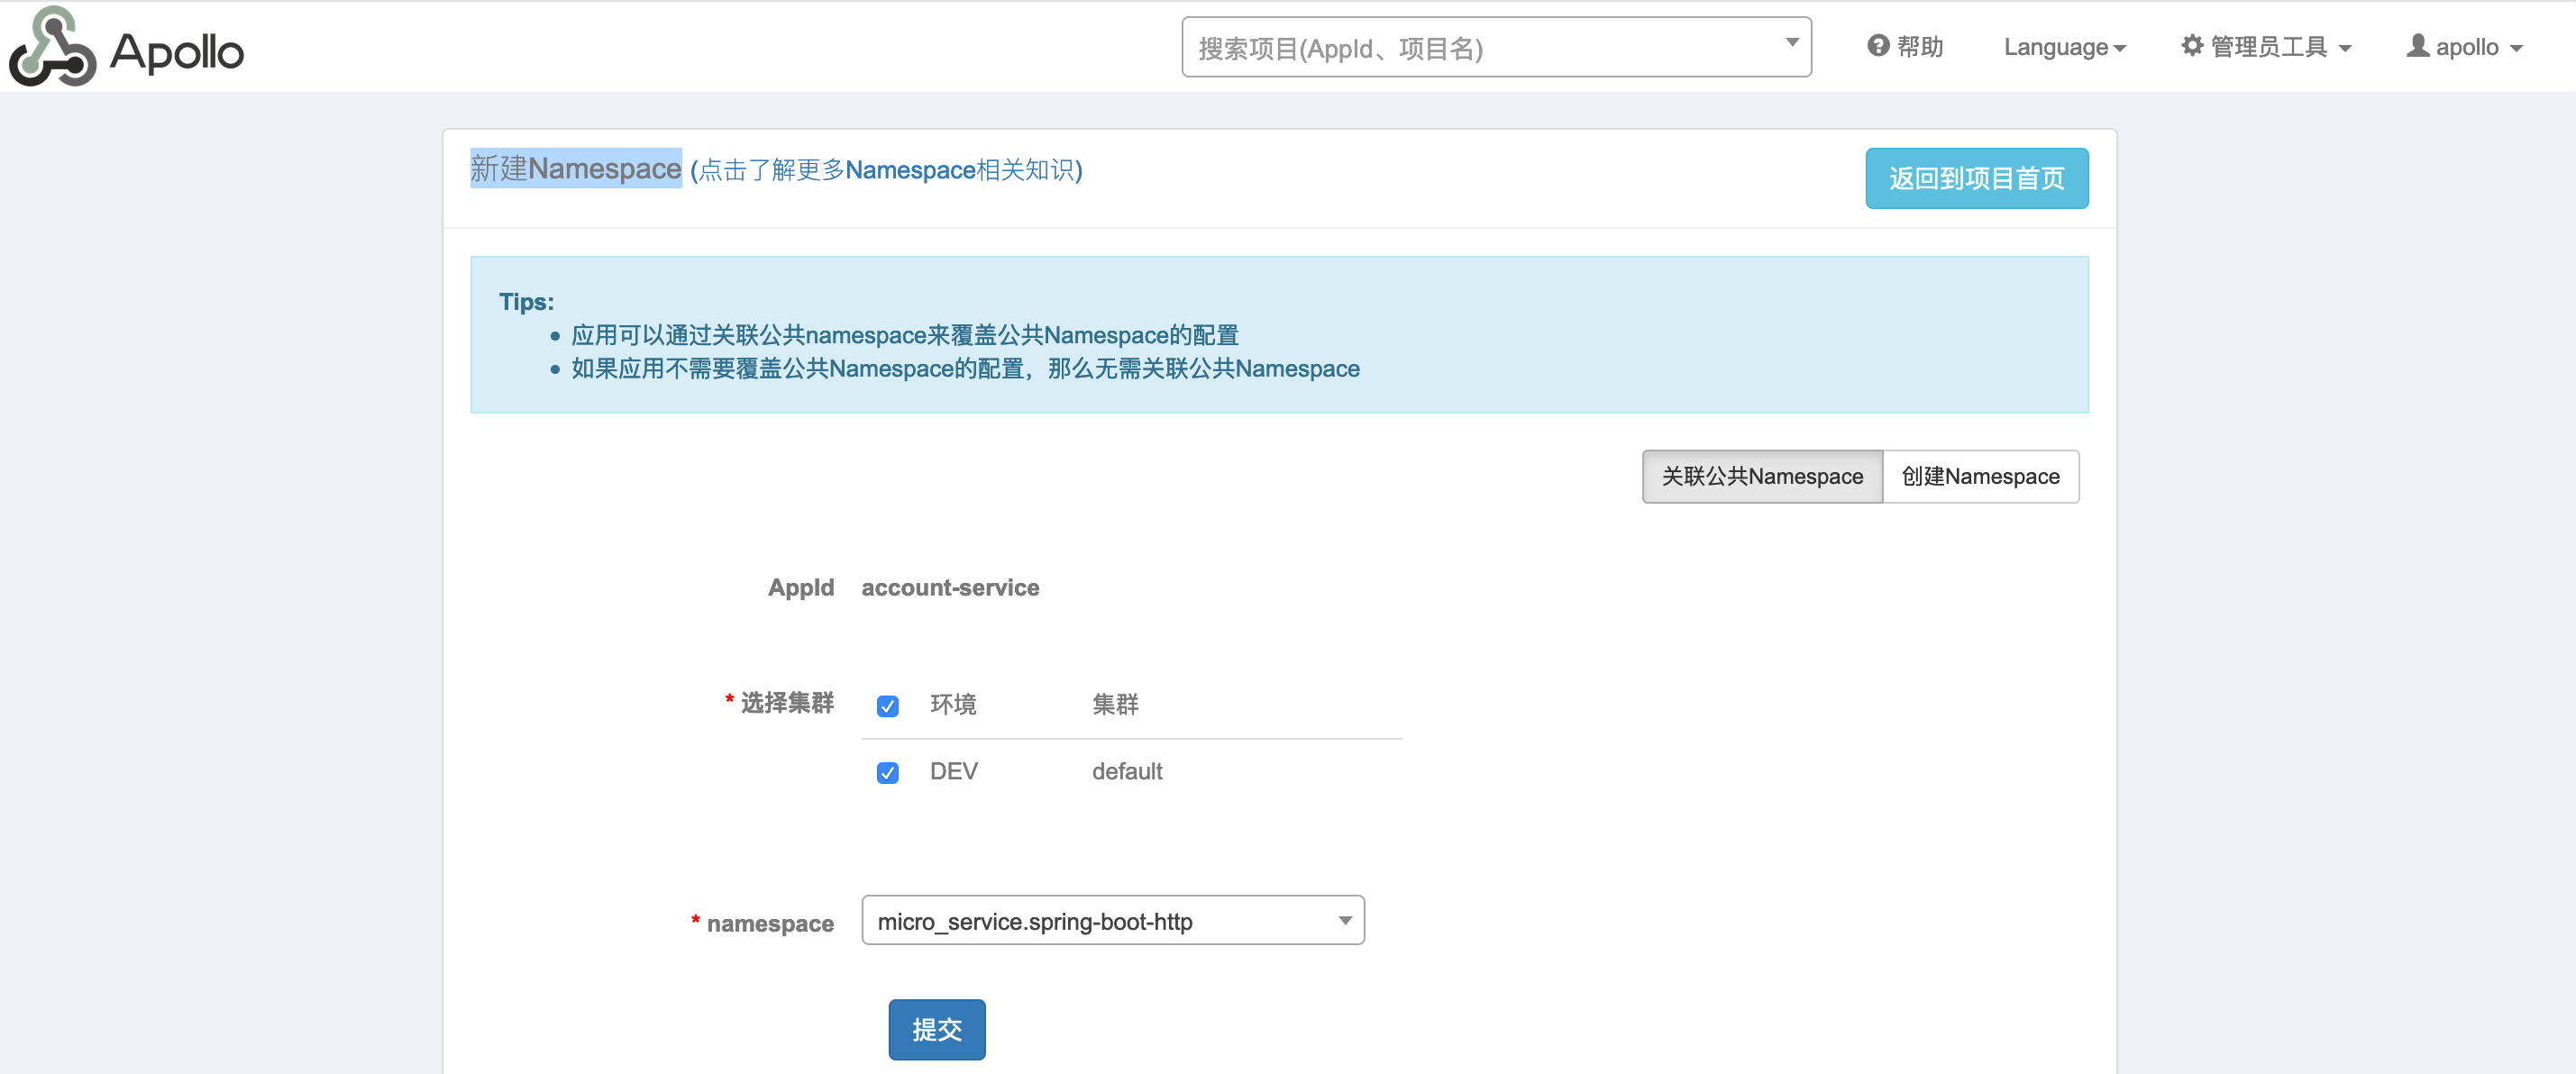 Apollo
搜索项目(AppId、项目名)
帮助
Language
管理员工具
apollo
新建Namespace (点击了解更多Namespace相关知识)
返回到项目首页
Tips:
应用可以通过关联公共namespace来覆盖公共Namespace的配置
如果应用不需要覆盖公共Namespace的配置，那么无需关联公共Namespace
关联公共Namespace
创建Namespace
AppId account-service
* 选择集群
环境 集群
DEV default
* namespace
micro_service.spring-boot-http
提交